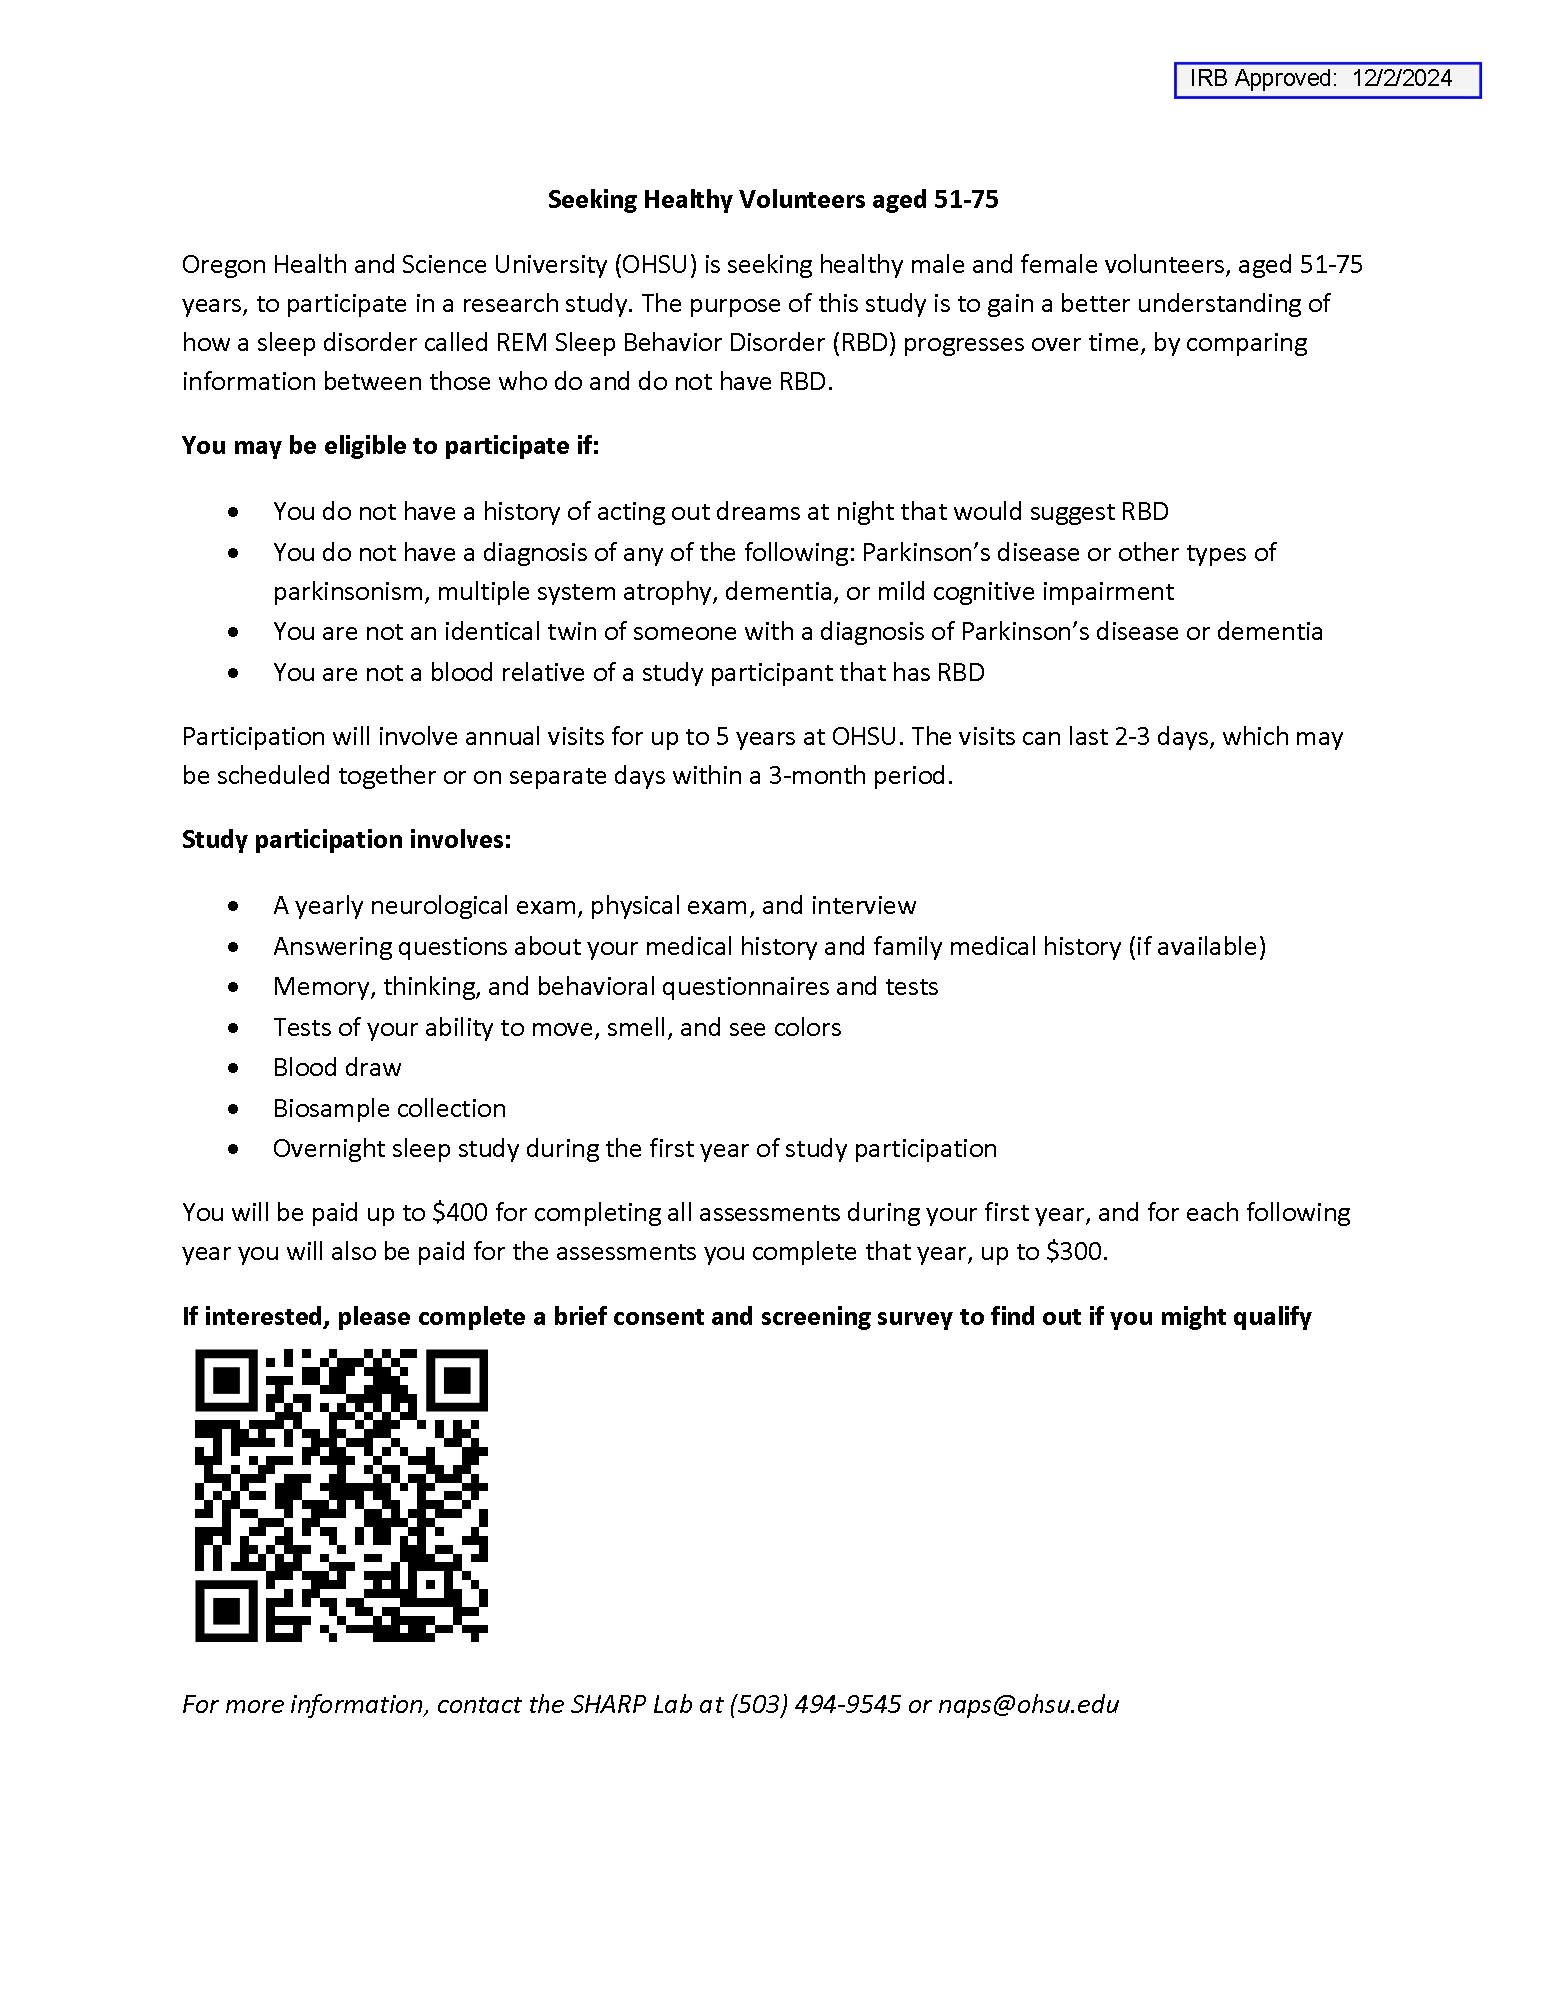 IRB Approved: 12/2/2024
Seeking Healthy Volunteers aged 51-75
Oregon Health and Science University (OHSU) is seeking healthy male and female volunteers, aged 51-75
years, to participate in a research study. The purpose of this study is to gain a better understanding of
how a sleep disorder called REM Sleep Behavior Disorder (RBD) progresses over time, by comparing
information between those who do and do not have RBD.
You may be eligible to participate if:
• You do not have a history of acting out dreams at night that would suggest RBD
• You do not have a diagnosis of any of the following: Parkinson’s disease or other types of
parkinsonism, multiple system atrophy, dementia, or mild cognitive impairment
• You are not an identical twin of someone with a diagnosis of Parkinson’s disease or dementia
• You are not a blood relative of a study participant that has RBD
Participation will involve annual visits for up to 5 years at OHSU. The visits can last 2-3 days, which may
be scheduled together or on separate days within a 3-month period.
Study participation involves:
• A yearly neurological exam, physical exam, and interview
• Answering questions about your medical history and family medical history (if available)
• Memory, thinking, and behavioral questionnaires and tests
• Tests of your ability to move, smell, and see colors
• Blood draw
• Biosample collection
• Overnight sleep study during the first year of study participation
You will be paid up to $400 for completing all assessments during your first year, and for each following
year you will also be paid for the assessments you complete that year, up to $300.
If interested, please complete a brief consent and screening survey to find out if you might qualify
For more information, contact the SHARP Lab at (503) 494-9545 or naps@ohsu.edu